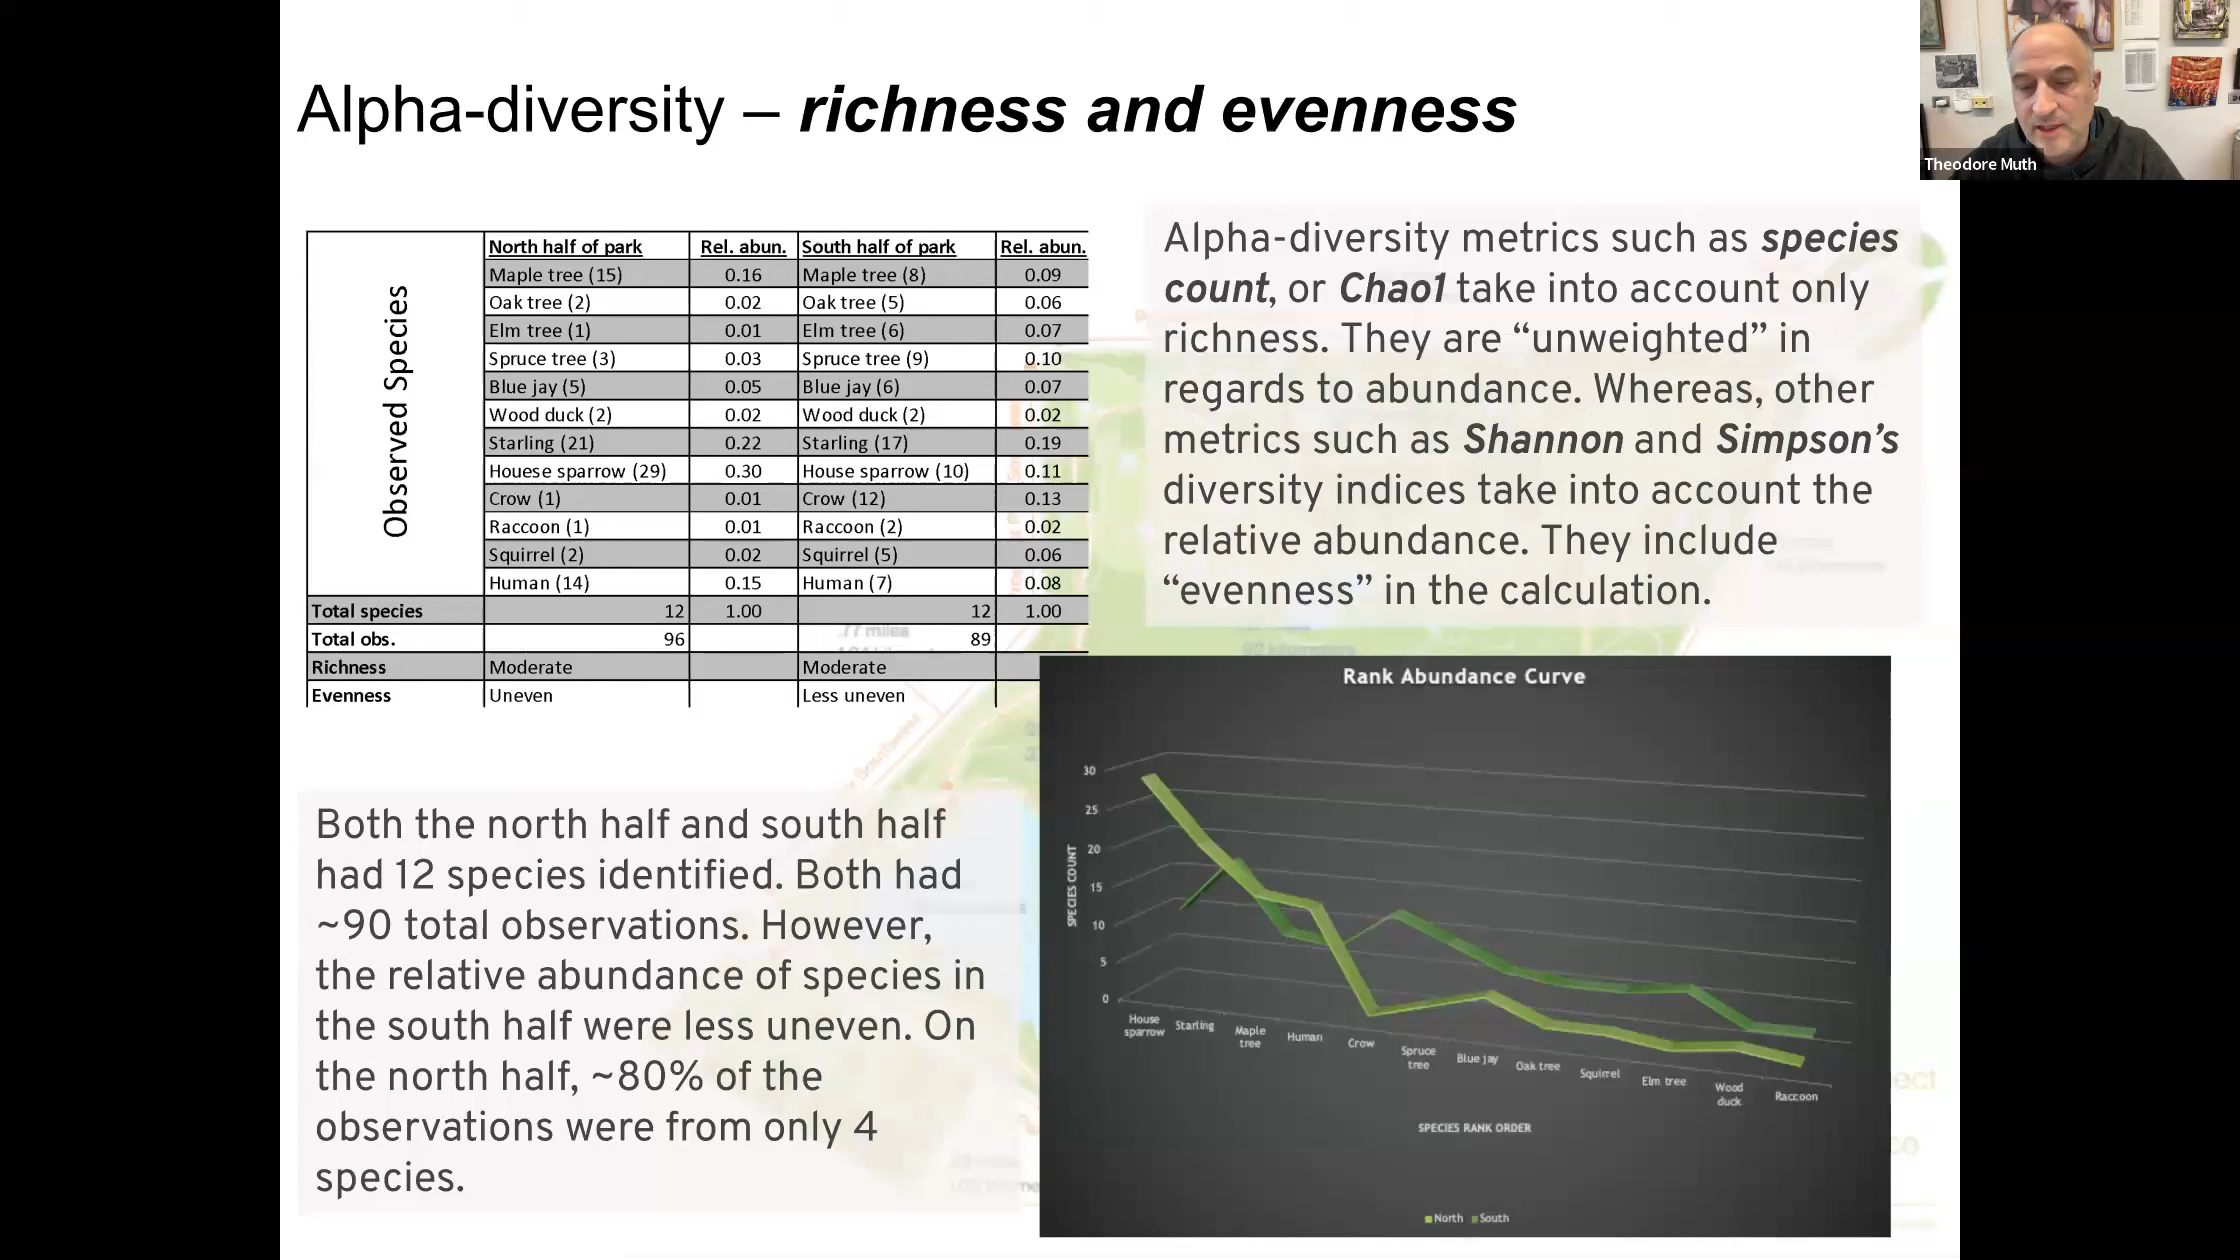 Alpha-diversity – richness and evenness
Theodore Muth
Observed Species
North half of park Rel. abun. South half of park Rel. abun.
Maple tree (15) 0.16 Maple tree (8) 0.09
Oak tree (2) 0.02 Oak tree (5) 0.06
Elm tree (1) 0.01 Elm tree (6) 0.07
Spruce tree (3) 0.03 Spruce tree (9) 0.10
Blue jay (5) 0.05 Blue jay (6) 0.07
Wood duck (2) 0.02 Wood duck (2) 0.02
Starling (21) 0.22 Starling (17) 0.19
Houese sparrow (29) 0.30 House sparrow (10) 0.11
Crow (1) 0.01 Crow (12) 0.13
Raccoon (1) 0.01 Raccoon (2) 0.02
Squirrel (2) 0.02 Squirrel (5) 0.06
Human (14) 0.15 Human (7) 0.08
Total species 12 1.00 12 1.00
Total obs. 96 89
Richness Moderate Moderate
Evenness Uneven Less uneven
Alpha-diversity metrics such as species
count, or Chao1 take into account only
richness. They are “unweighted” in
regards to abundance. Whereas, other
metrics such as Shannon and Simpson’s
diversity indices take into account the
relative abundance. They include
“evenness” in the calculation.
.77 miles
Both the north half and south half
had 12 species identified. Both had
~90 total observations. However,
the relative abundance of species in
the south half were less uneven. On
the north half, ~80% of the
observations were from only 4
species.
Rank Abundance Curve
SPECIES COUNT
30
25
20
15
10
5
0
House
sparrow
Starling
Maple
tree
Human
Crow
Spruce
tree
Blue jay
Oak tree
Squirrel
Elm tree
Wood
duck
Raccoon
SPECIES RANK ORDER
North South